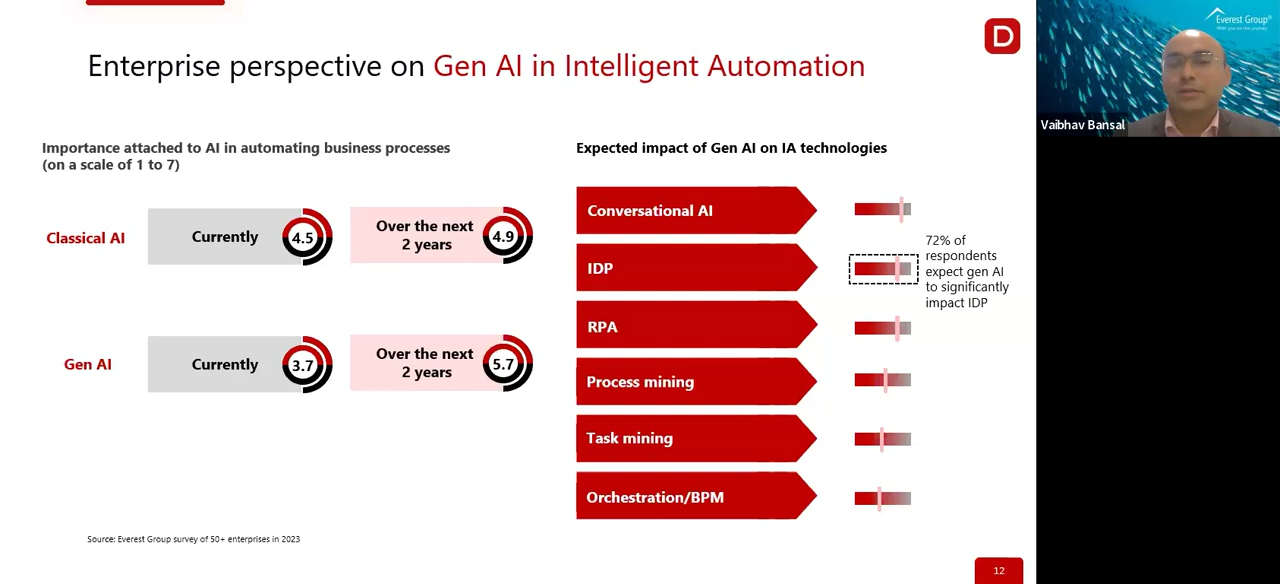 Enterprise perspective on Gen AI in Intelligent Automation
D
Everest Group®
Vaibhav Bansal
Importance attached to AI in automating business processes
(on a scale of 1 to 7)
Classical AI
Currently
4.5
Over the next
2 years
4.9
Gen AI
Currently
3.7
Over the next
2 years
5.7
Expected impact of Gen AI on IA technologies
Conversational AI
IDP
72% of
respondents
expect gen AI
to significantly
impact IDP
RPA
Process mining
Task mining
Orchestration/BPM
Source: Everest Group survey of 50+ enterprises in 2023
12